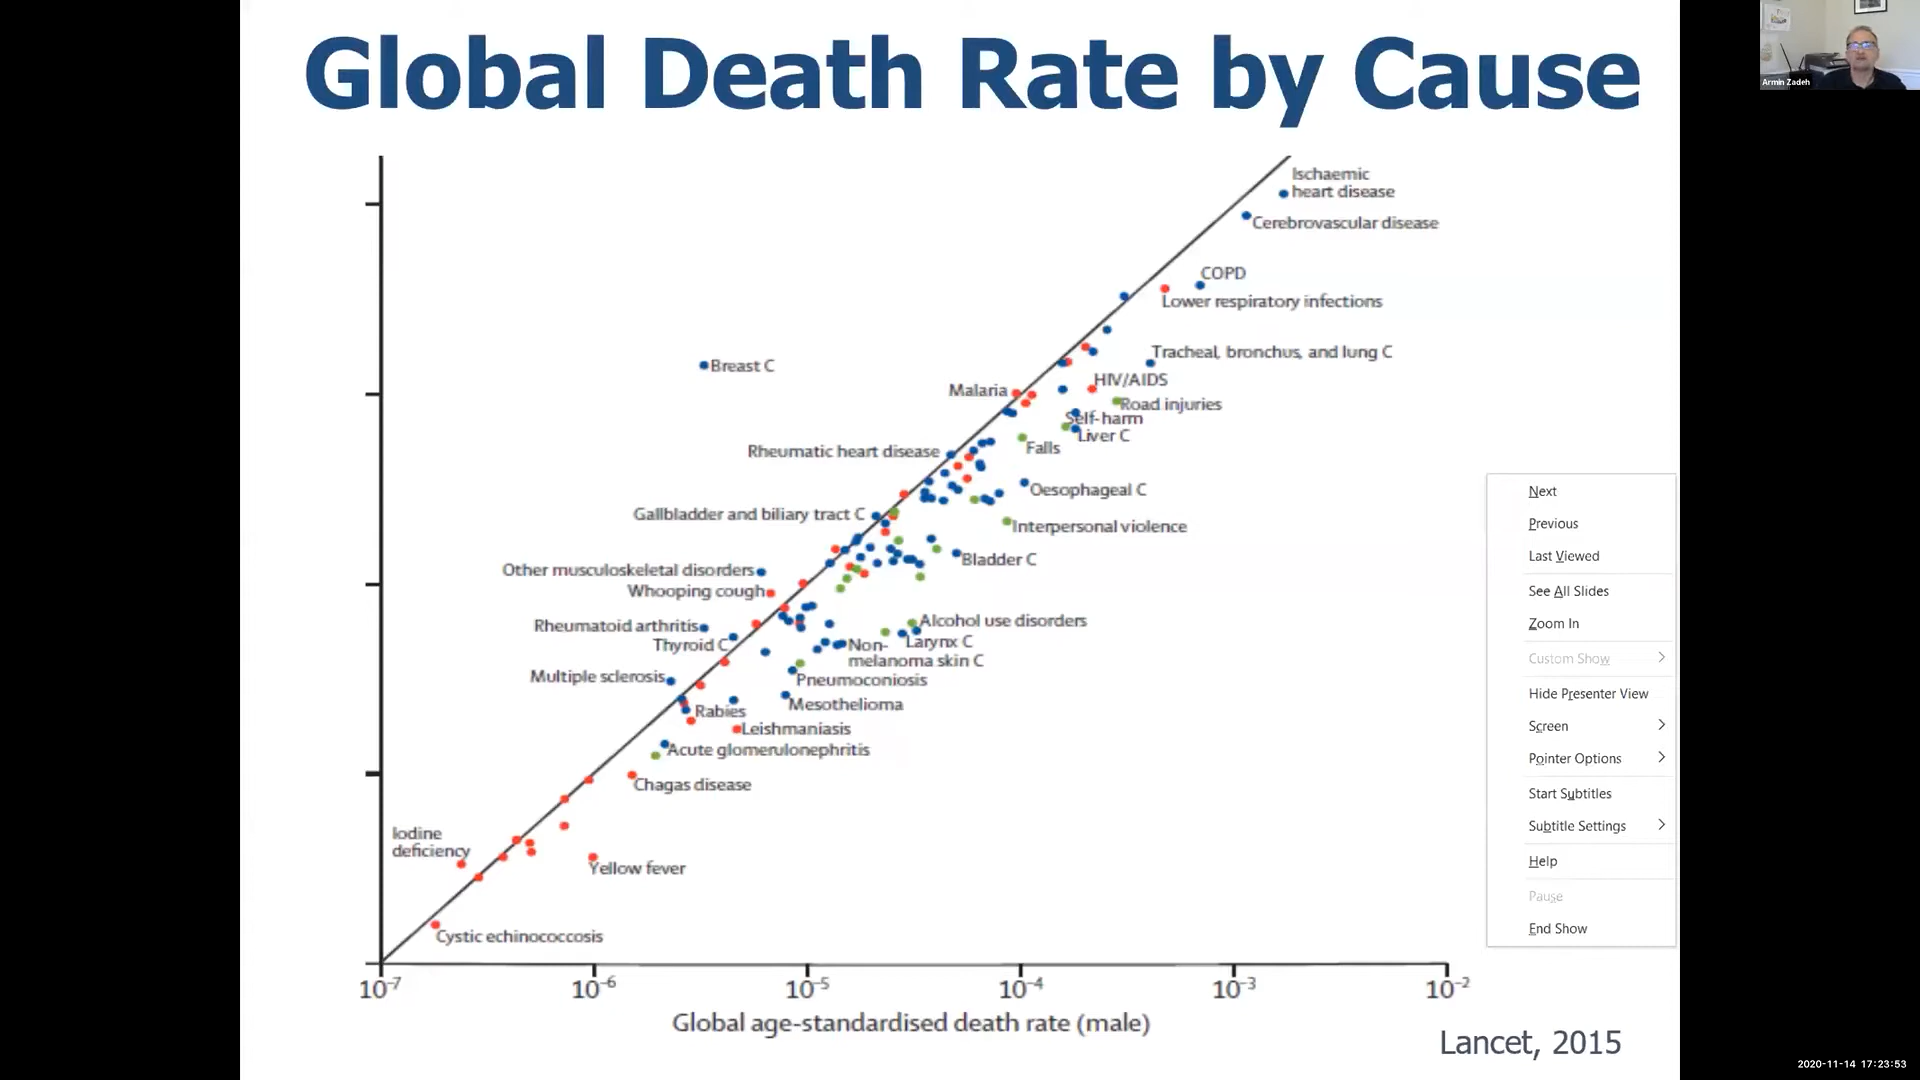 Global Death Rate by Cause
Armin Zadeh
Ischaemic
heart disease
Cerebrovascular disease
COPD
Lower respiratory infections
Breast C
Tracheal, bronchus, and lung C
Malaria
HIV/AIDS
Road injuries
Self-harm
Liver C
Falls
Rheumatic heart disease
Oesophageal C
Gallbladder and biliary tract C
Interpersonal violence
Bladder C
Other musculoskeletal disorders
Whooping cough
Alcohol use disorders
Rheumatoid arthritis
Larynx C
Thyroid C
Non-
melanoma skin C
Multiple sclerosis
Pneumoconiosis
Mesothelioma
Rabies
Leishmaniasis
Acute glomerulonephritis
Chagas disease
Iodine
deficiency
Yellow fever
Cystic echinococcosis
10⁻⁷ 10⁻⁶ 10⁻⁵ 10⁻⁴ 10⁻³ 10⁻²
Global age-standardised death rate (male)
Lancet, 2015
Next
Previous
Last Viewed
See All Slides
Zoom In
Custom Show
Hide Presenter View
Screen
Pointer Options
Start Subtitles
Subtitle Settings
Help
Pause
End Show
2020-11-14 17:23:53